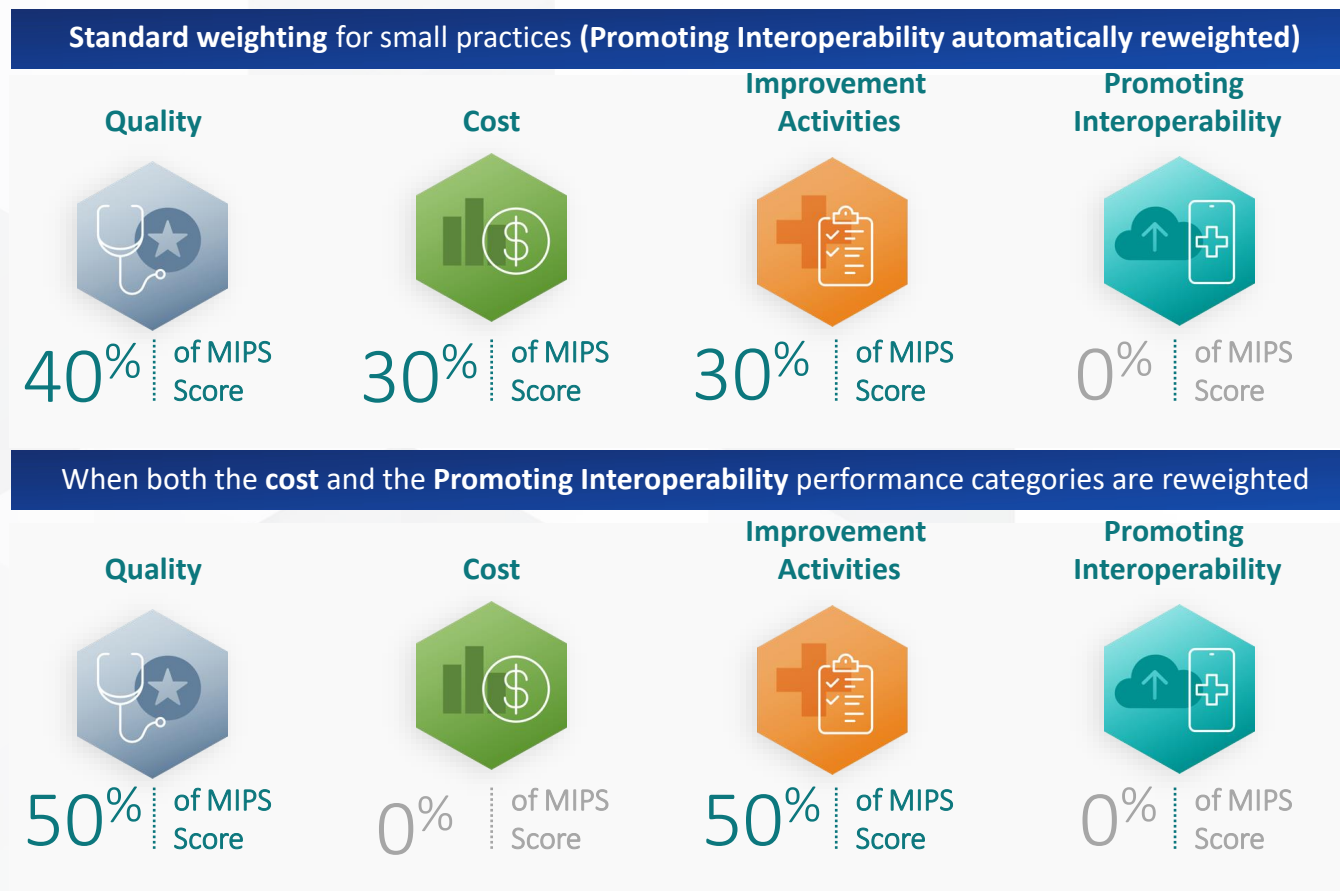 Standard weighting for small practices (Promoting Interoperability automatically reweighted)
Quality
Cost
Improvement
Activities
Promoting
Interoperability
40% of MIPS
Score
30% of MIPS
Score
30% of MIPS
Score
0% of MIPS
Score
When both the cost and the Promoting Interoperability performance categories are reweighted
Quality
Cost
Improvement
Activities
Promoting
Interoperability
50% of MIPS
Score
0% of MIPS
Score
50% of MIPS
Score
0% of MIPS
Score